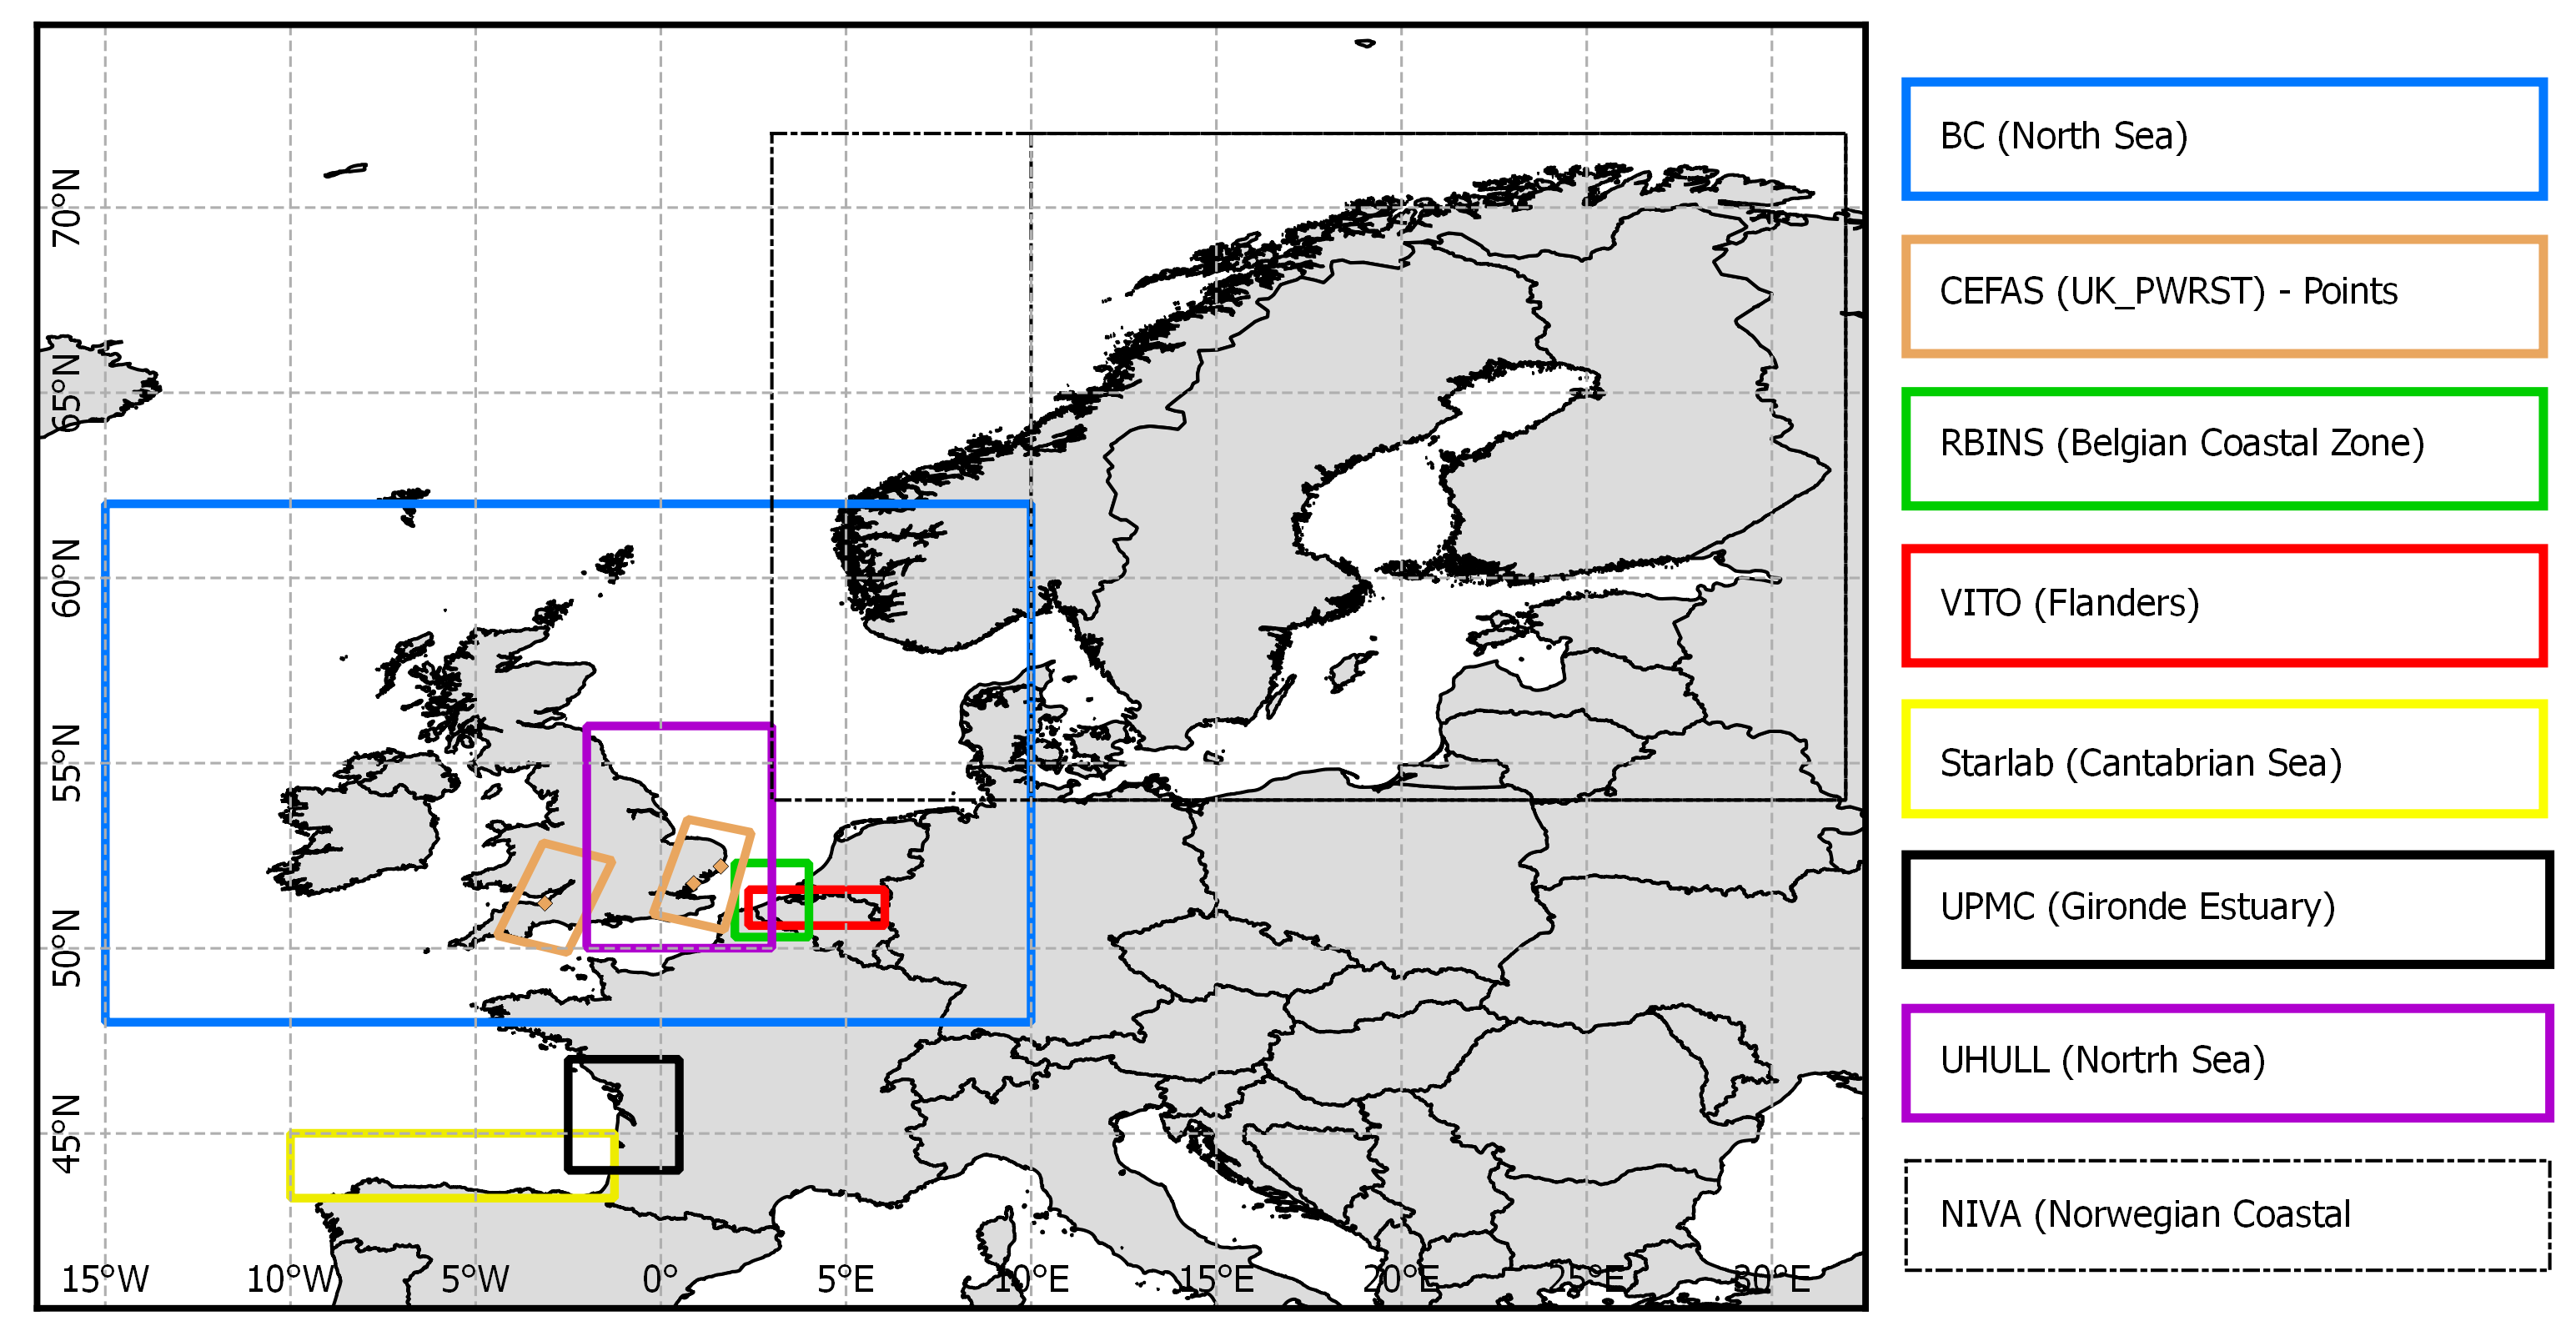 BC (North Sea)
CEFAS (UK_PWRST) - Points
RBINS (Belgian Coastal Zone)
VITO (Flanders)
Starlab (Cantabrian Sea)
UPMC (Gironde Estuary)
UHULL (Nortrh Sea)
NIVA (Norwegian Coastal
70°N
65°N
60°N
55°N
50°N
45°N
15°W 10°W 5°W 0° 5°E 10°E 15°E 20°E 25°E 30°E